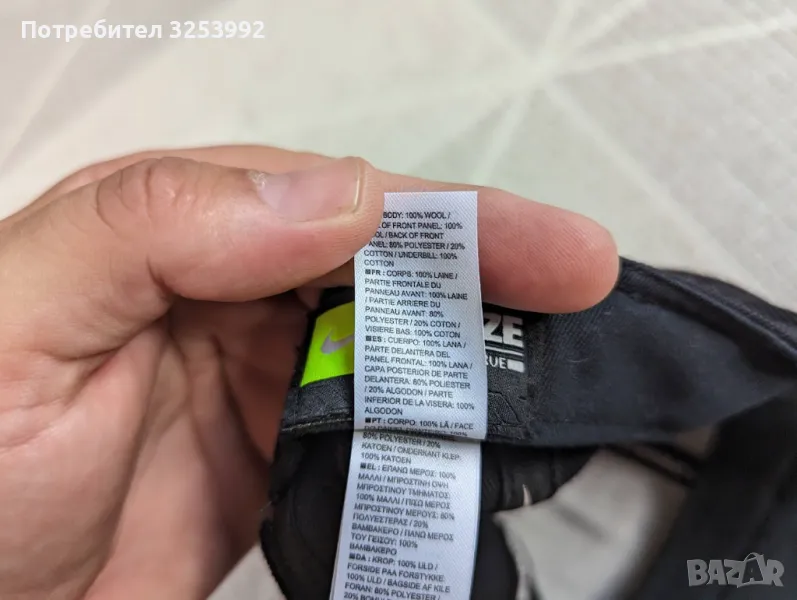 Потребител 3253992
BODY: 100% WOOL /
OF FRONT PANEL: 100%
/ BACK OF FRONT
PANEL: 80% POLYESTER / 20%
COTTON / UNDERBILL: 100%
COTTON
FR : CORPS: 100% LAINE /
PARTIE FRONTALE DU
PANNEAU AVANT: 100% LAINE
/ PARTIE ARRIERE DU
PANNEAU AVANT: 80%
POLYESTER / 20% COTON /
VISIERE BAS: 100% COTON
ES : CUERPO: 100% LANA /
PARTE DELANTERA DEL
PANEL FRONTAL: 100% LANA /
CAPA POSTERIOR DE PARTE
DELANTERA: 80% POLIESTER
/ 20% ALGODON / PARTE
INFERIOR DE LA VISERA: 100%
ALGODON
PT : CORPO: 100% LÃ / FACE
80% POLYESTER / 20%
KATOEN / ONDERKANT KLEP:
100% KATOEN
EL : ΕΠΑΝΩ ΜΕΡΟΣ: 100%
ΜΑΛΛΙ / ΜΠΡΟΣΤΙΝΗ ΟΨΗ
ΜΠΡΟΣΤΙΝΟΥ ΤΜΗΜΑΤΟΣ:
100% ΜΑΛΛΙ / ΠΙΣΩ ΜΕΡΟΣ
ΜΠΡΟΣΤΙΝΟΥ ΜΕΡΟΥΣ: 80%
ΠΟΛΥΕΣΤΕΡΑΣ / 20%
ΒΑΜΒΑΚΕΡΟ / ΠΑΝΩ ΜΕΡΟΣ
ΤΟΥ ΓΕΙΣΟΥ: 100%
ΒΑΜΒΑΚΕΡΟ
DA : KROP: 100% ULD /
FORSIDE PAA FORSTYKKE:
100% ULD / BAGSIDE AF KILE
FORAN: 80% POLYESTER /
BAZAR